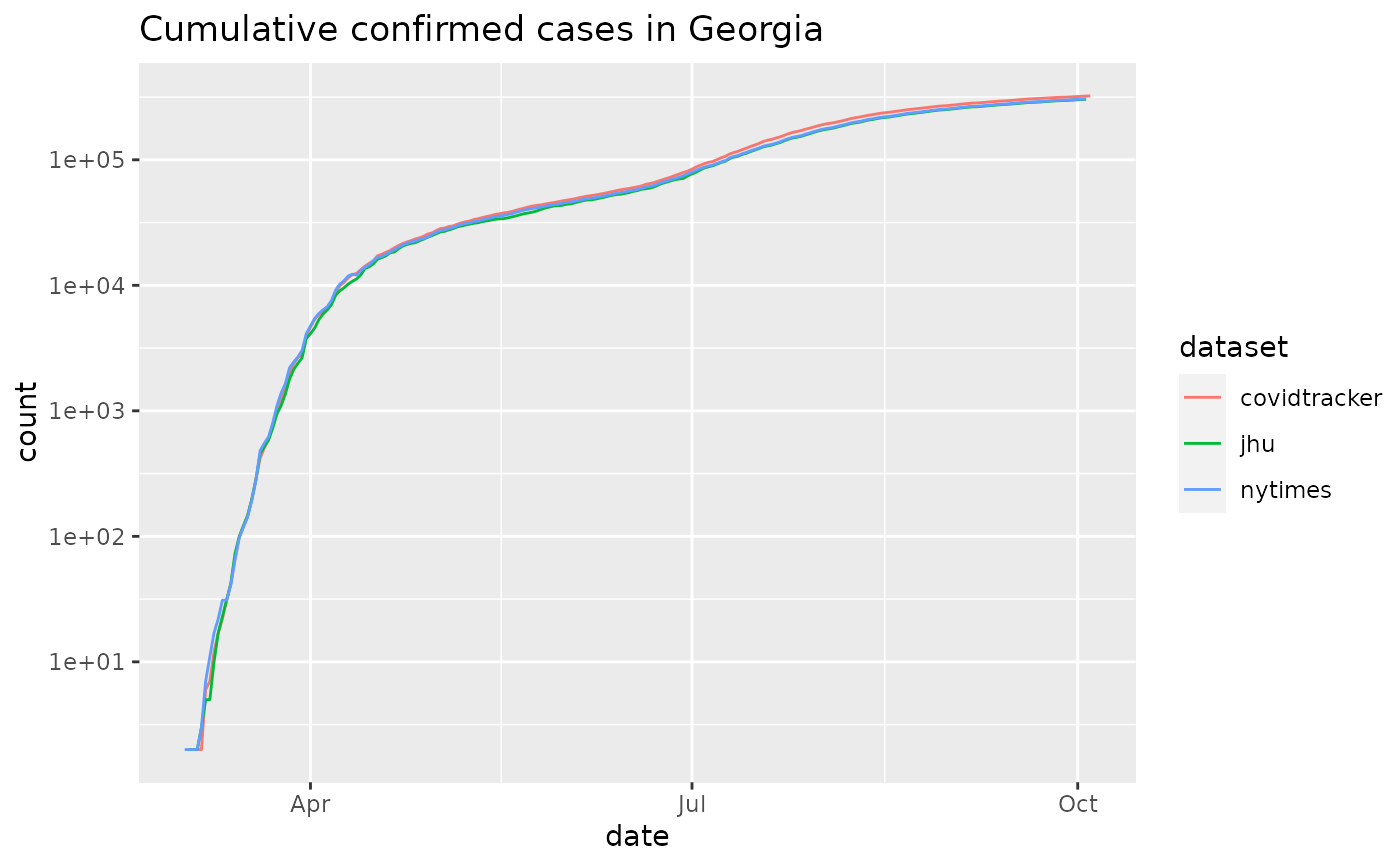 Cumulative confirmed cases in Georgia
1e+05
1e+04
1e+03
1e+02
1e+01
count
Apr
Jul
Oct
date
dataset
covidtracker
jhu
nytimes